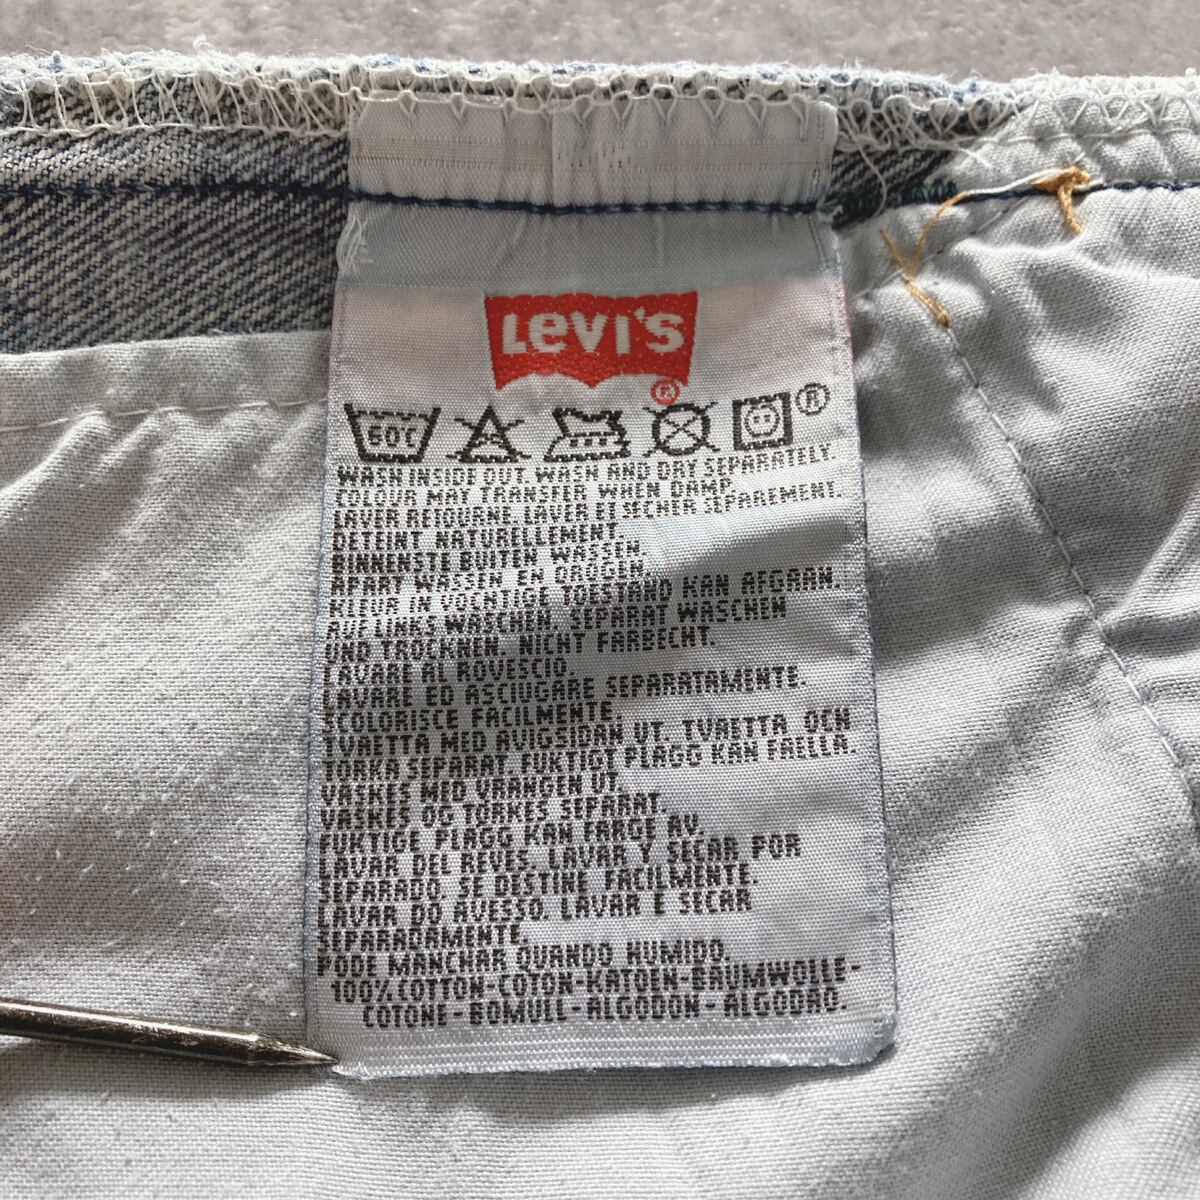 LEVI'S
®
60C ®
WASH INSIDE OUT. WASH AND DRY SEPARATELY.
COLOUR MAY TRANSFER WHEN DAMP.
LAVER RETOURNE. LAVER ET SECHER SEPAREMENT.
DETEINT NATURELLEMENT.
BINNENSTE BUITEN WASSEN.
APART WASSEN EN DROGEN.
KLEUR IN VOCHTIGE TOESTAND KAN AFGAAN.
AUF LINKS WASCHEN, SEPARAT WASCHEN
UND TROCKNEN. NICHT FARBECHT.
LAVARE AL ROVESCIO.
LAVARE ED ASCIUGARE SEPARATAMENTE.
SCOLORISCE FACILMENTE.
TVAETTA MED AVIGSIDAN UT. TVAETTA OCH
TORKA SEPARAT. FUKTIGT PLAGG KAN FAELLA.
VASKES MED VRANGEN UT.
VASKES OG TORKES SEPARAT.
FUKTIGE PLAGG KAN FARGE AV.
LAVAR DEL REVES. LAVAR Y SECAR POR
SEPARADO. SE DESTINE FACILMENTE.
LAVAR DO AVESSO. LAVAR E SECAR
SEPARADAMENTE.
PODE MANCHAR QUANDO HUMIDO.
100% COTTON-COTON-KATOEN-BAUMWOLLE-
COTONE-BOMULL-ALGODON-ALGODAO.